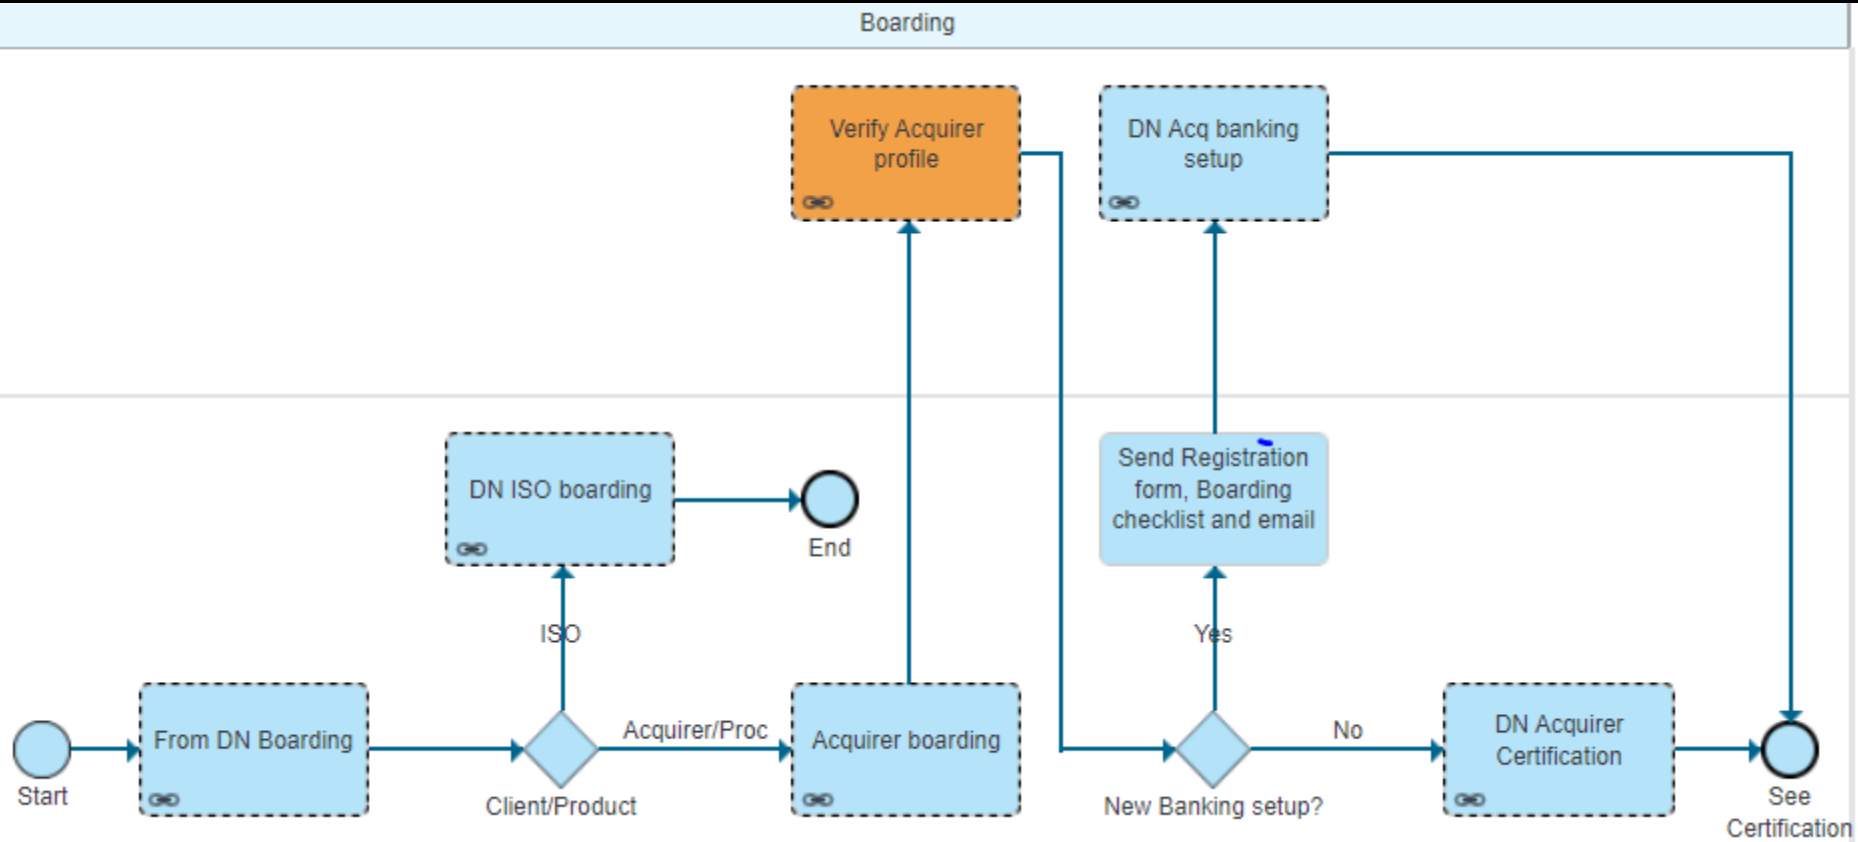 Boarding
Verify Acquirer
profile
DN Acq banking
setup
DN ISO boarding
End
Send Registration
form, Boarding
checklist and email
ISO
Yes
Start
From DN Boarding
Client/Product
Acquirer/Proc
Acquirer boarding
New Banking setup?
No
DN Acquirer
Certification
See
Certification